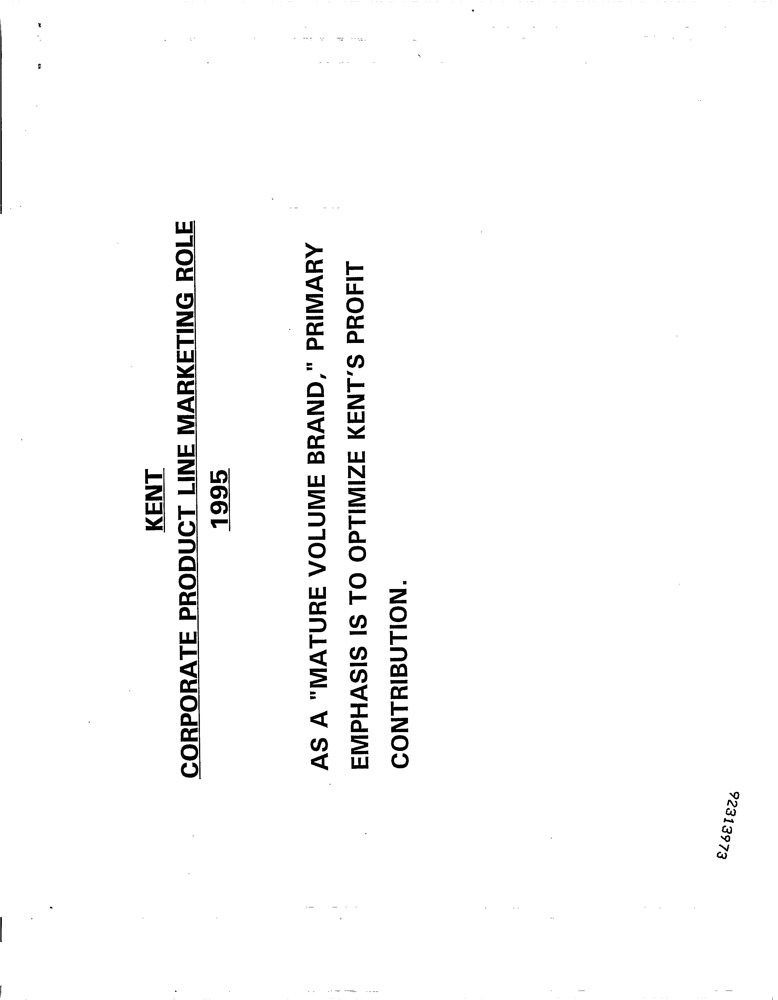 KENT
CORPORATE PRODUCT LINE MARKETING ROLE
1995
AS A "MATURE VOLUME BRAND," PRIMARY
EMPHASIS IS TO OPTIMIZE KENT'S PROFIT
CONTRIBUTION.
92313973